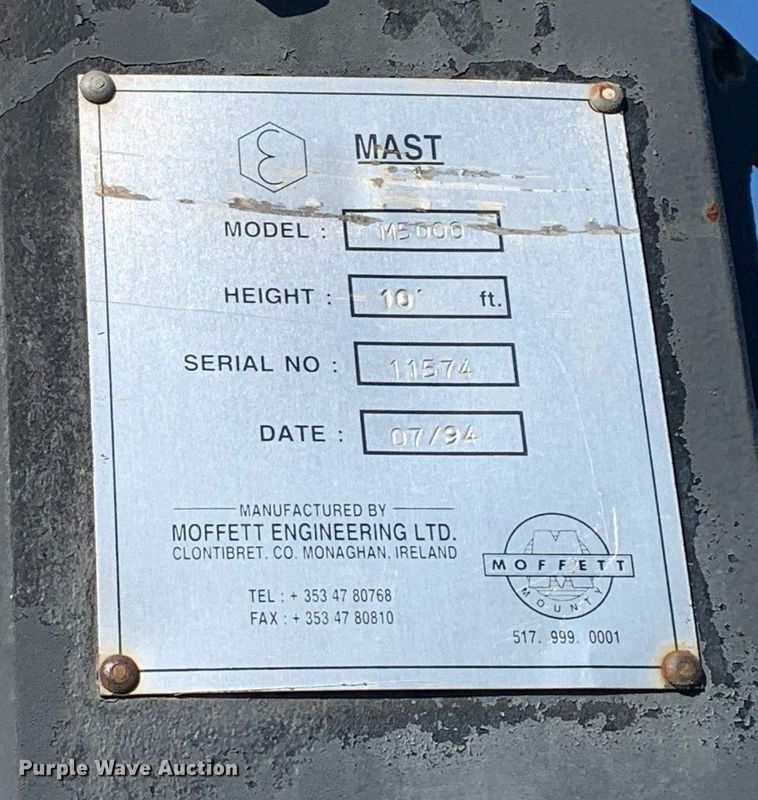 MAST
MODEL : M5000
HEIGHT : 10' ft.
SERIAL NO : 11574
DATE : 07/94
MANUFACTURED BY
MOFFETT ENGINEERING LTD.
CLONTIBRET, CO. MONAGHAN, IRELAND
TEL : + 353 47 80768
FAX : + 353 47 80810
MOFFETT
MOUNTY
517. 999. 0001
Purple Wave Auction